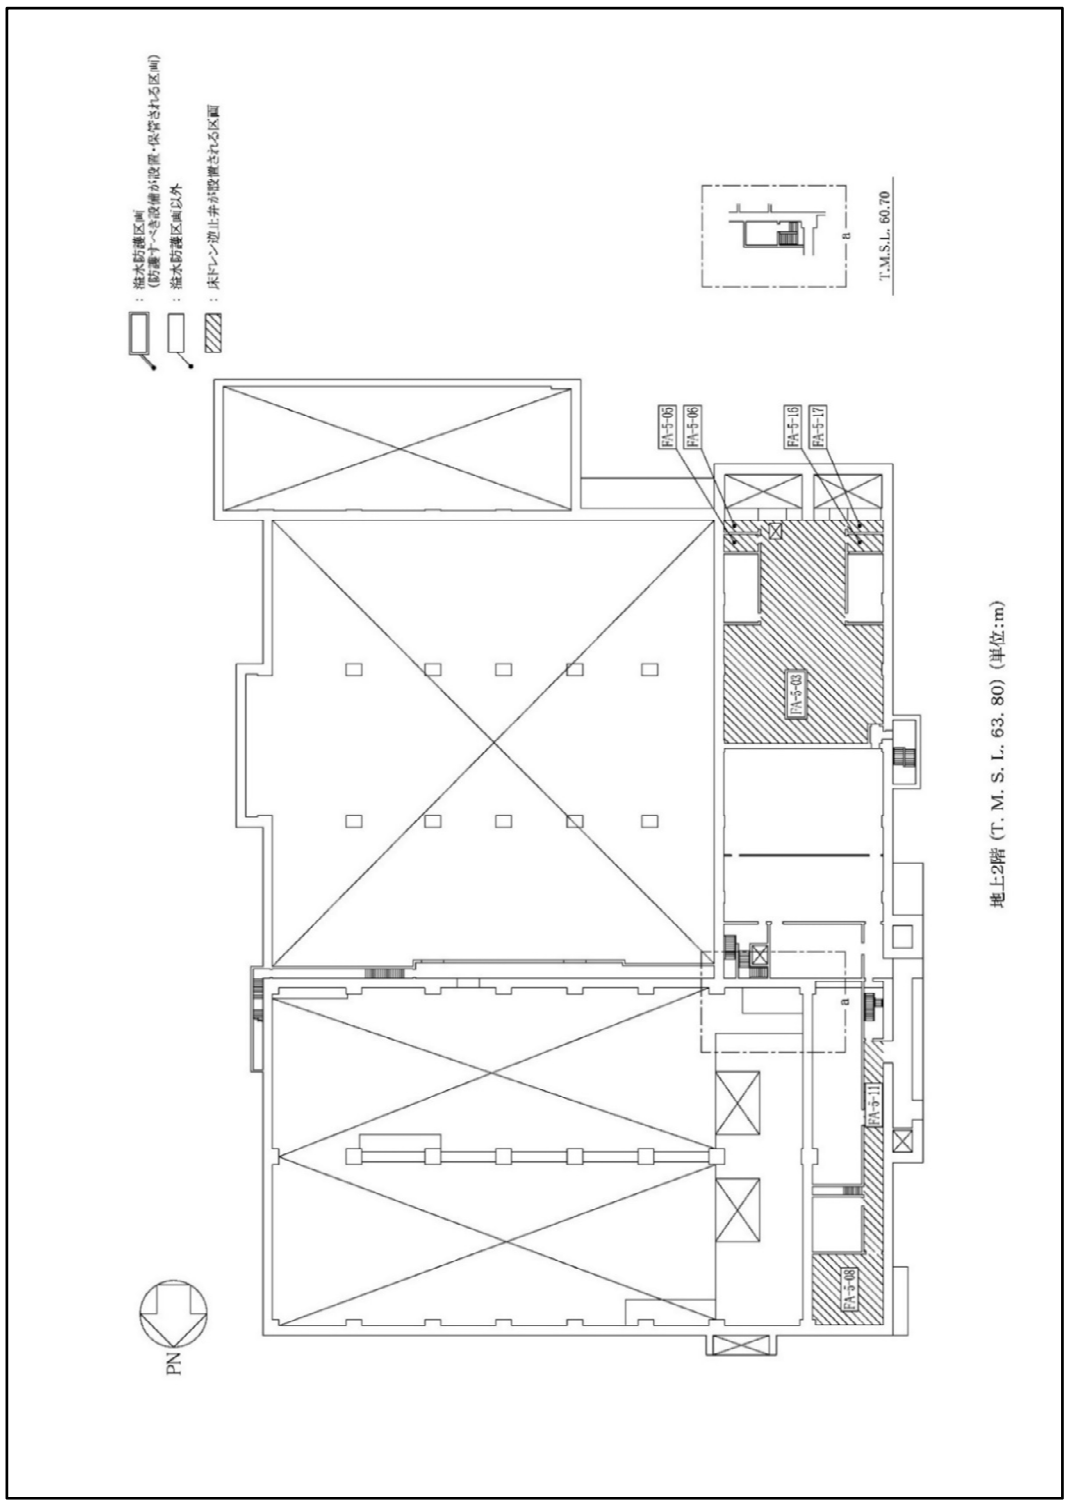 ：溢水防護区画
(防護すべき設備が設置・保管される区画)
：溢水防護区画以外
：床ドレン逆止弁が設置される区画
a
T.M.S.L. 60.70
FA-5-05
FA-5-06
FA-5-16
FA-5-17
FA-5-03
a
FA-5-11
FA-5-08
PN
地上2階 (T. M. S. L. 63. 80) (単位:m)